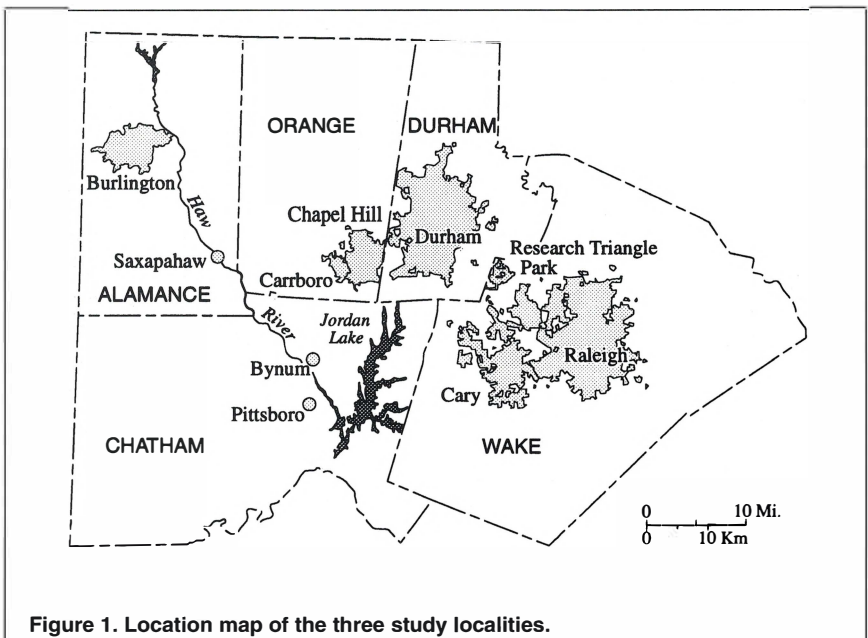 ORANGE
DURHAM
Burlington
Haw
Chapel Hill
Durham
Saxapahaw
Research Triangle
Park
Carrboro
ALAMANCE
River
Jordan
Lake
Bynum
Raleigh
Cary
Pittsboro
CHATHAM
WAKE
0 10 Mi.
0 10 Km
Figure 1. Location map of the three study localities.